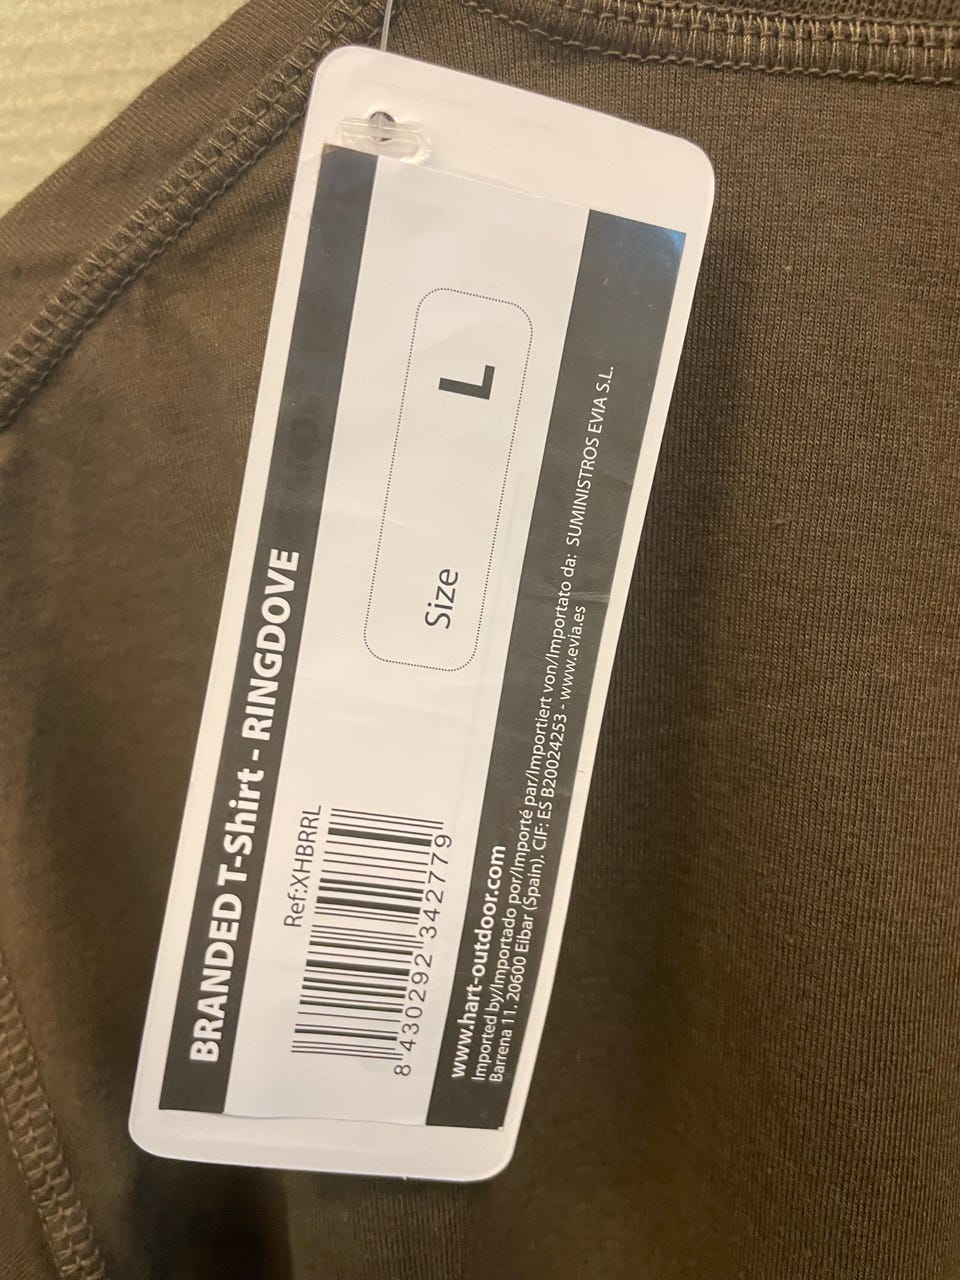 BRANDED T-Shirt - RINGDOVE
Ref:XHBRRL
8 430292 342779
Size L
www.hart-outdoor.com
Imported by/Importado por/Importé par/Importiert von/Importato da: SUMINISTROS EVIA S.L.
Barrena 11. 20600 Eibar (Spain). CIF: ES B20024253 - www.evia.es